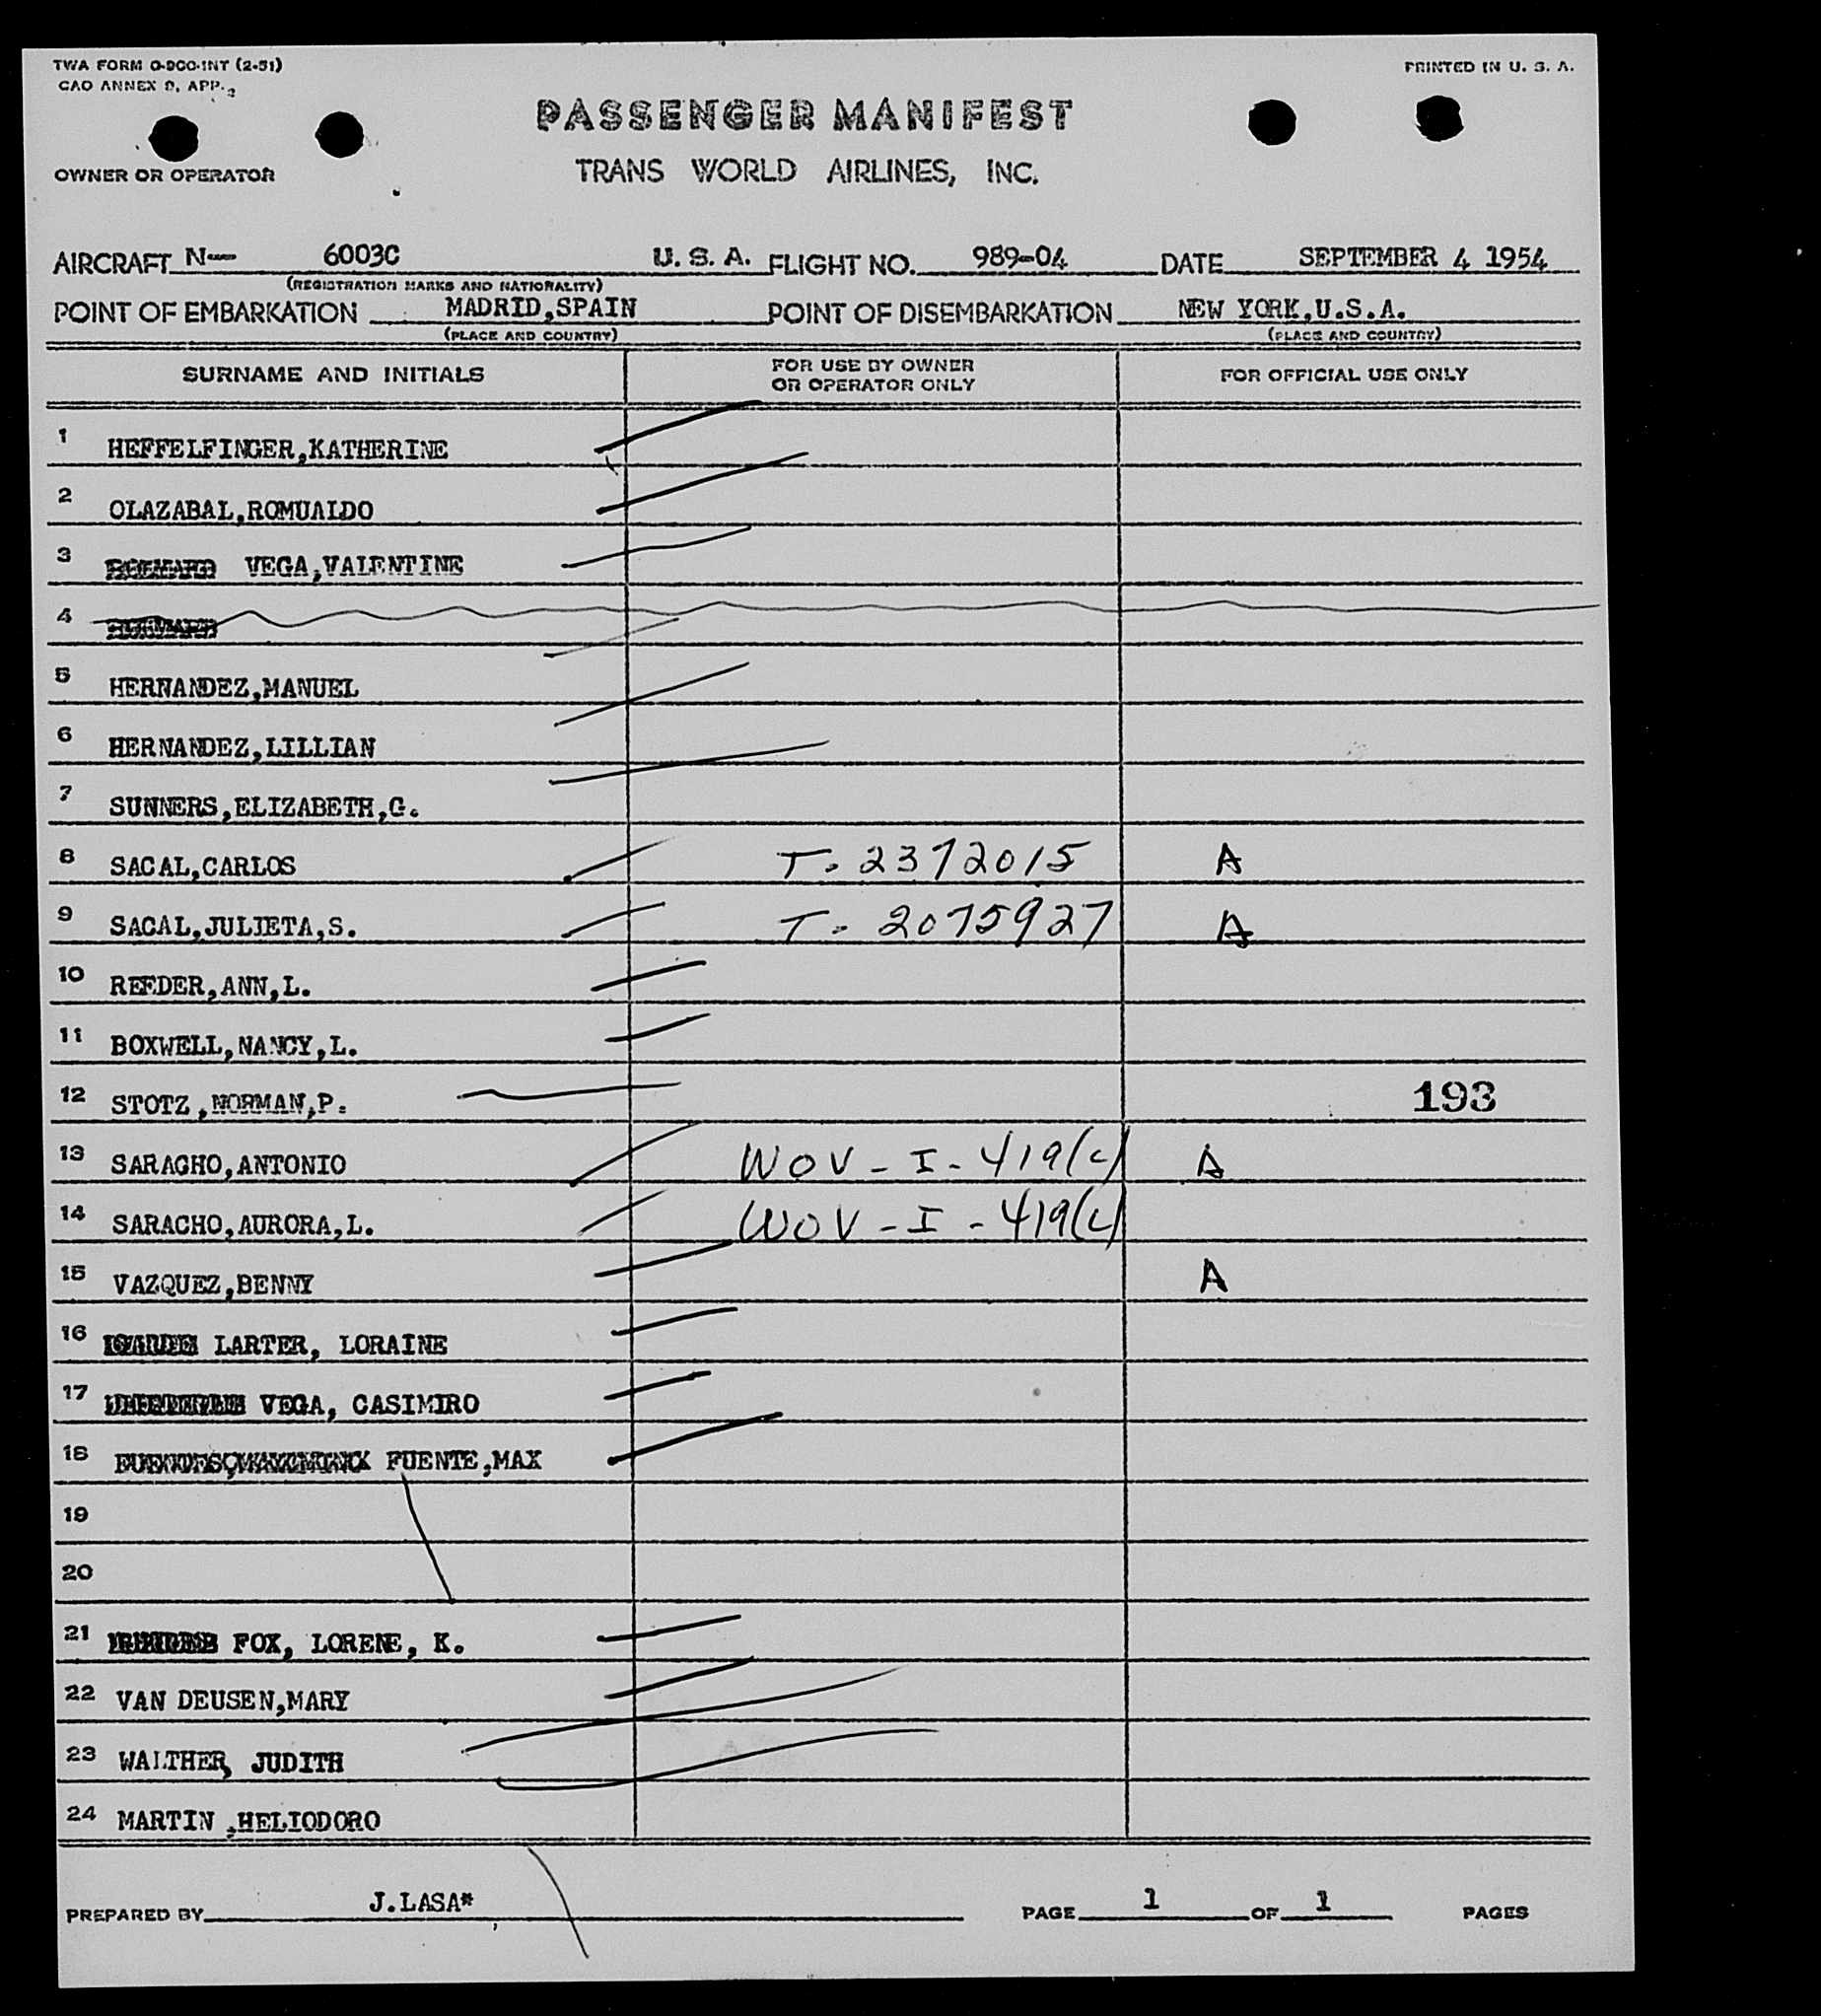 TWA FORM O-900-INT (2-51)
PRINTED IN U. S. A.
CAO ANNEX 9, APP. 3
PASSENGER MANIFEST
OWNER OR OPERATOR
TRANS WORLD AIRLINES, INC.
AIRCRAFT N— 6003C U. S. A. FLIGHT NO. 989-04 DATE SEPTEMBER 4 1954
(REGISTRATION MARKS AND NATIONALITY)
POINT OF EMBARKATION MADRID,SPAIN POINT OF DISEMBARKATION NEW YORK,U.S.A.
(PLACE AND COUNTRY) (PLACE AND COUNTRY)
SURNAME AND INITIALS FOR USE BY OWNER OR OPERATOR ONLY FOR OFFICIAL USE ONLY
1 HEFFELFINGER,KATHERINE
2 OLAZABAL,ROMUALDO
3 VEGA,VALENTINE
4
5 HERNANDEZ,MANUEL
6 HERNANDEZ,LILLIAN
7 SUNNERS,ELIZABETH,G.
8 SACAL,CARLOS T. 2372015 A
9 SACAL,JULIETA,S. T- 2075927 A
10 REEDER,ANN,L.
11 BOXWELL,NANCY,L.
12 STOTZ,NORMAN,P. 193
13 SARACHO,ANTONIO WOV-I-419(c) A
14 SARACHO,AURORA,L. WOV-I-419(c)
15 VAZQUEZ,BENNY A
16 LARTER, LORAINE
17 VEGA, CASIMIRO
18 FUENTE,MAX
19
20
21 FOX, LORENE, K.
22 VAN DEUSEN,MARY
23 WALTHER, JUDITH
24 MARTIN ,HELIODORO
PREPARED BY J.LASA* PAGE 1 OF 1 PAGES